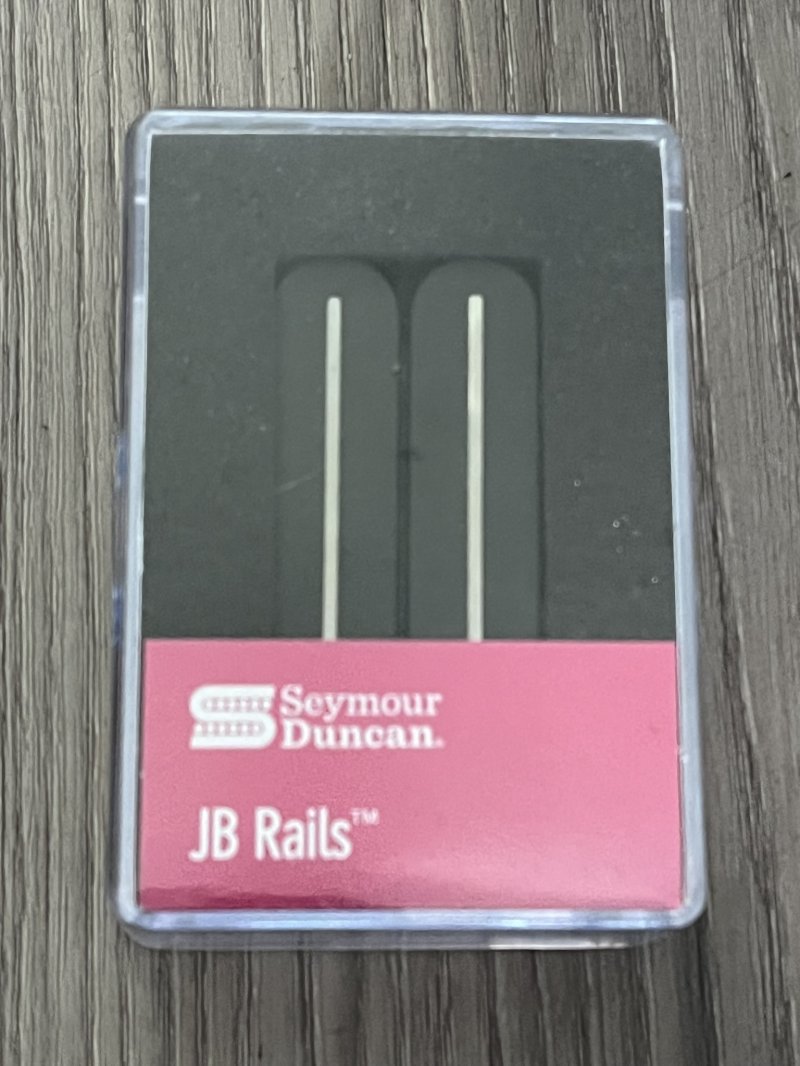 Seymour
Duncan.
JB Rails™